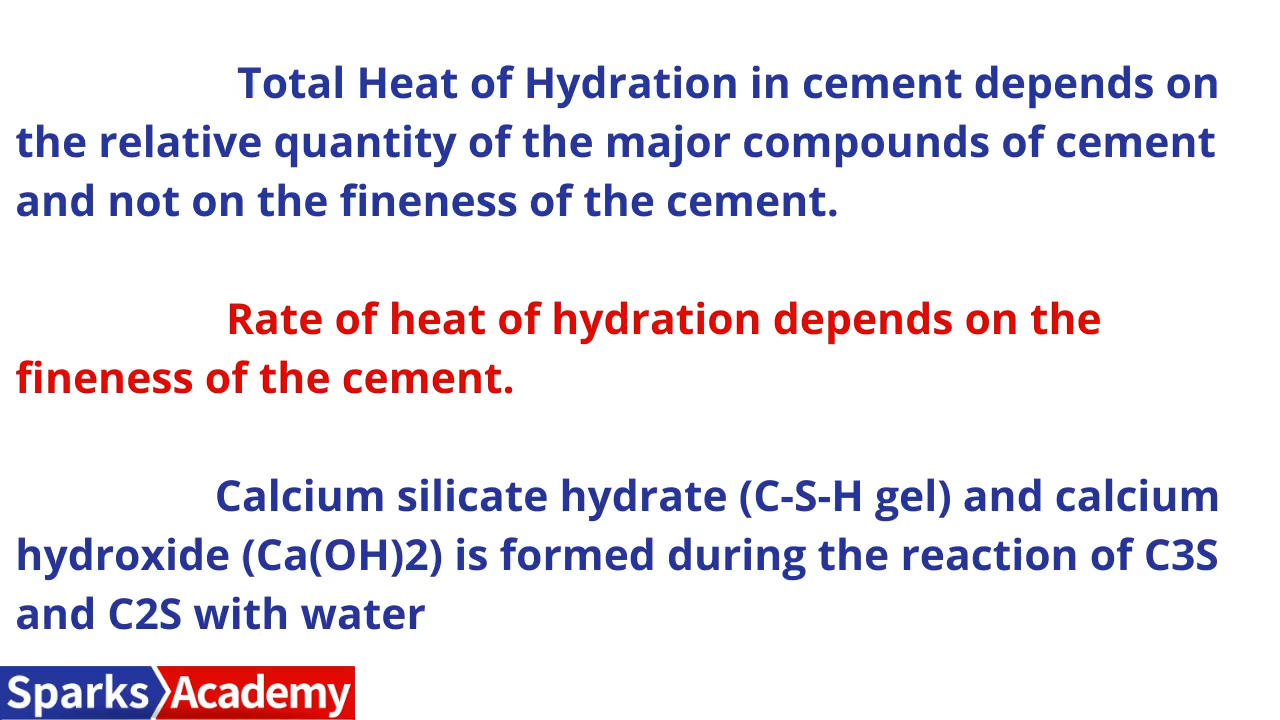 Total Heat of Hydration in cement depends on
the relative quantity of the major compounds of cement
and not on the fineness of the cement.
Rate of heat of hydration depends on the
fineness of the cement.
Calcium silicate hydrate (C-S-H gel) and calcium
hydroxide (Ca(OH)2) is formed during the reaction of C3S
and C2S with water
Sparks Academy